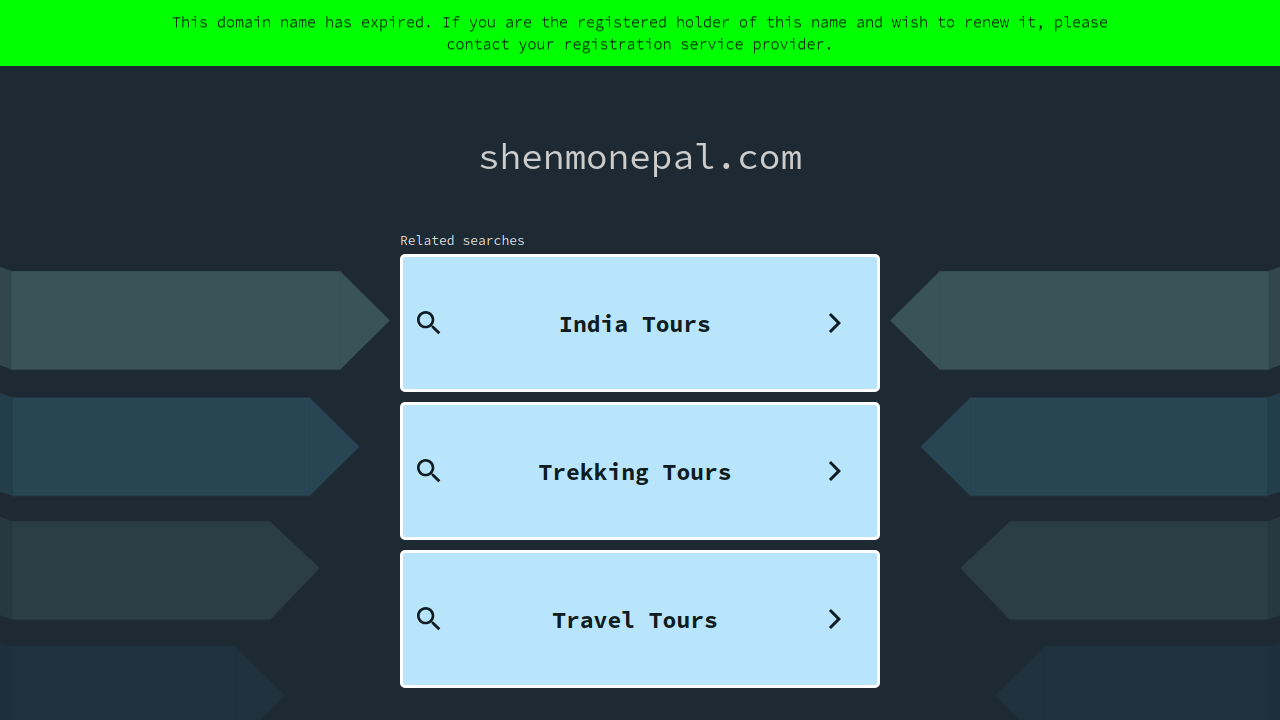 This domain name has expired. If you are the registered holder of this name and wish to renew it, please
contact your registration service provider.
shenmonepal.com
Related searches
India Tours
Trekking Tours
Travel Tours